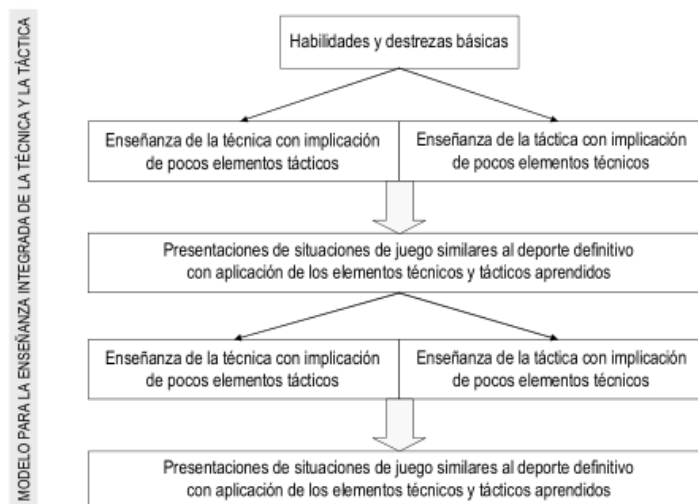 MODELO PARA LA ENSEÑANZA INTEGRADA DE LA TÉCNICA Y LA TÁCTICA
Habilidades y destrezas básicas
Enseñanza de la técnica con implicación
de pocos elementos tácticos
Enseñanza de la táctica con implicación
de pocos elementos técnicos
Presentaciones de situaciones de juego similares al deporte definitivo
con aplicación de los elementos técnicos y tácticos aprendidos
Enseñanza de la técnica con implicación
de pocos elementos tácticos
Enseñanza de la táctica con implicación
de pocos elementos técnicos
Presentaciones de situaciones de juego similares al deporte definitivo
con aplicación de los elementos técnicos y tácticos aprendidos